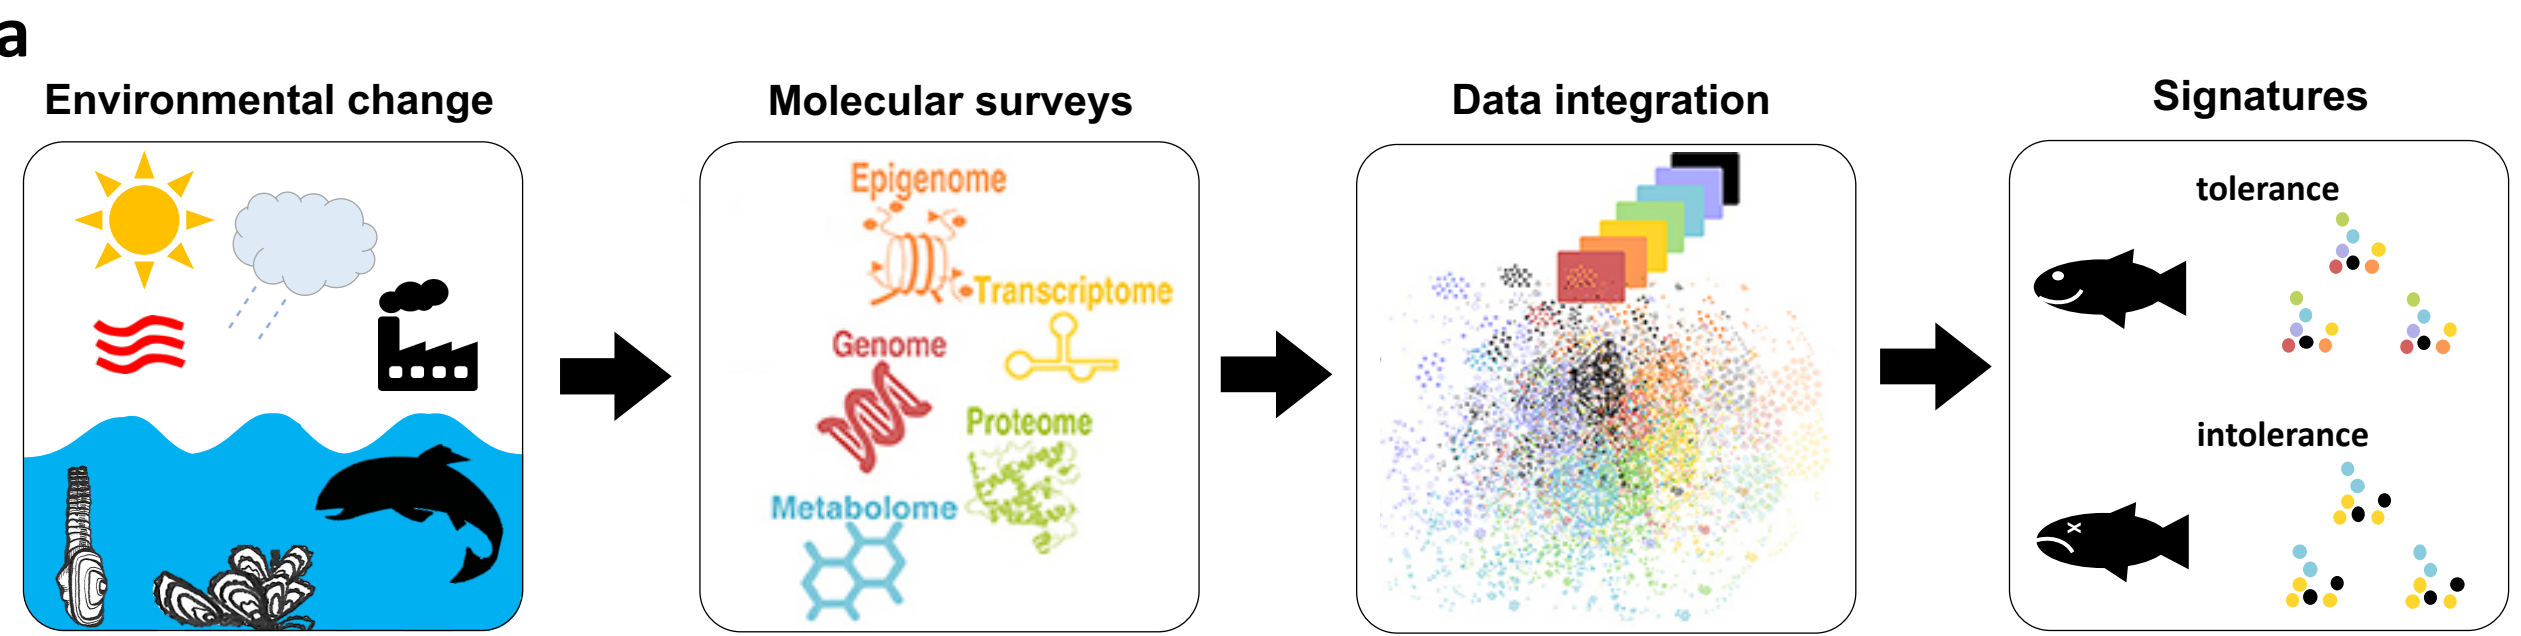 a
Environmental change
Molecular surveys
Data integration
Signatures
Epigenome
Transcriptome
Genome
Proteome
Metabolome
tolerance
intolerance